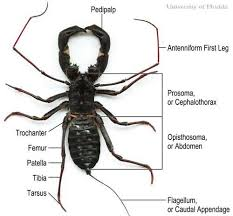 University of Florida
Pedipalp
Antenniform First Leg
Prosoma,
or Cephalothorax
Opisthosoma,
or Abdomen
Trochanter
Femur
Patella
Tibia
Tarsus
Flagellum,
or Caudal Appendage